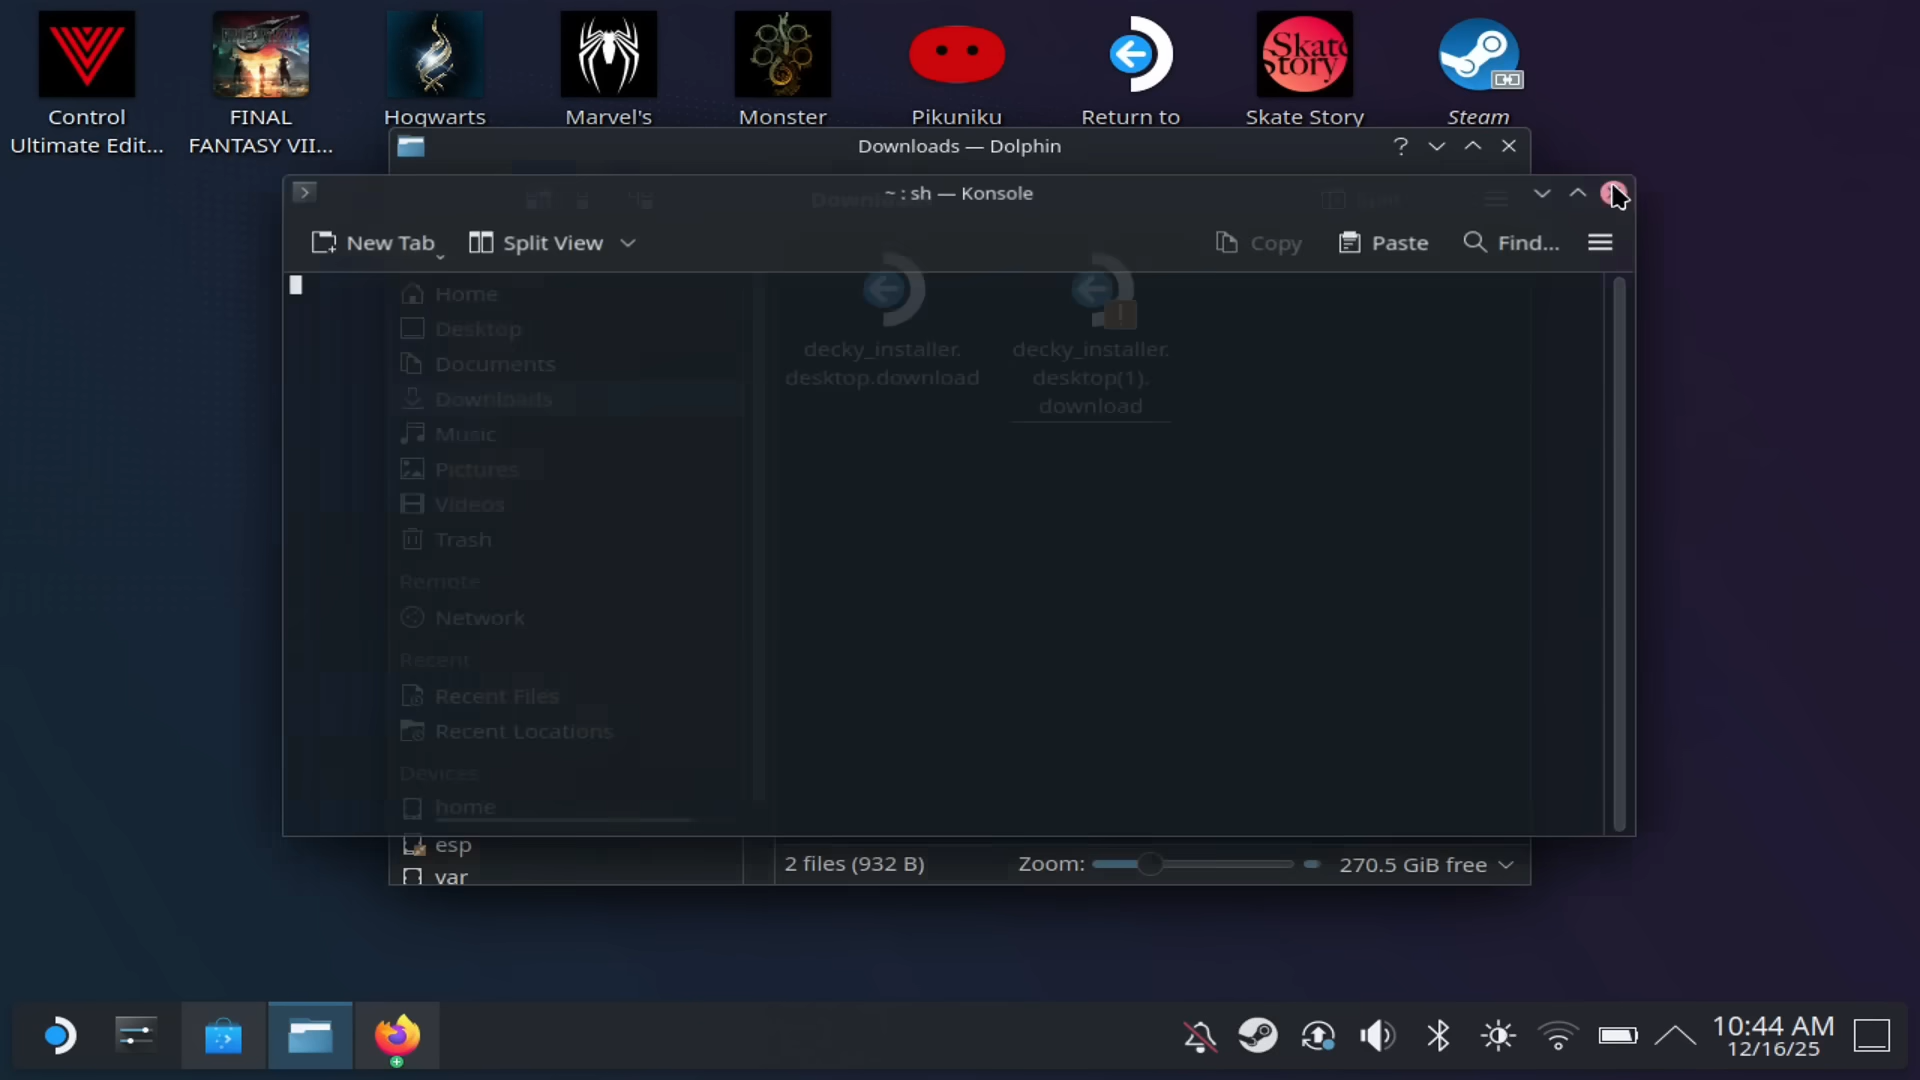 Control
Ultimate Edit...
FINAL
FANTASY VII...
Hogwarts
Marvel's
Monster
Pikuniku
Return to
Skate Story
Skate
Story
Steam
Downloads — Dolphin
~ : sh — Konsole
New Tab
Split View
Copy
Paste
Find...
Home
Desktop
Documents
Downloads
Music
Pictures
Videos
Trash
Remote
Network
Recent
Recent Files
Recent Locations
Devices
home
esp
var
decky_installer.
desktop.download
decky_installer.
desktop(1).
download
2 files (932 B)
Zoom:
270.5 GiB free
10:44 AM
12/16/25